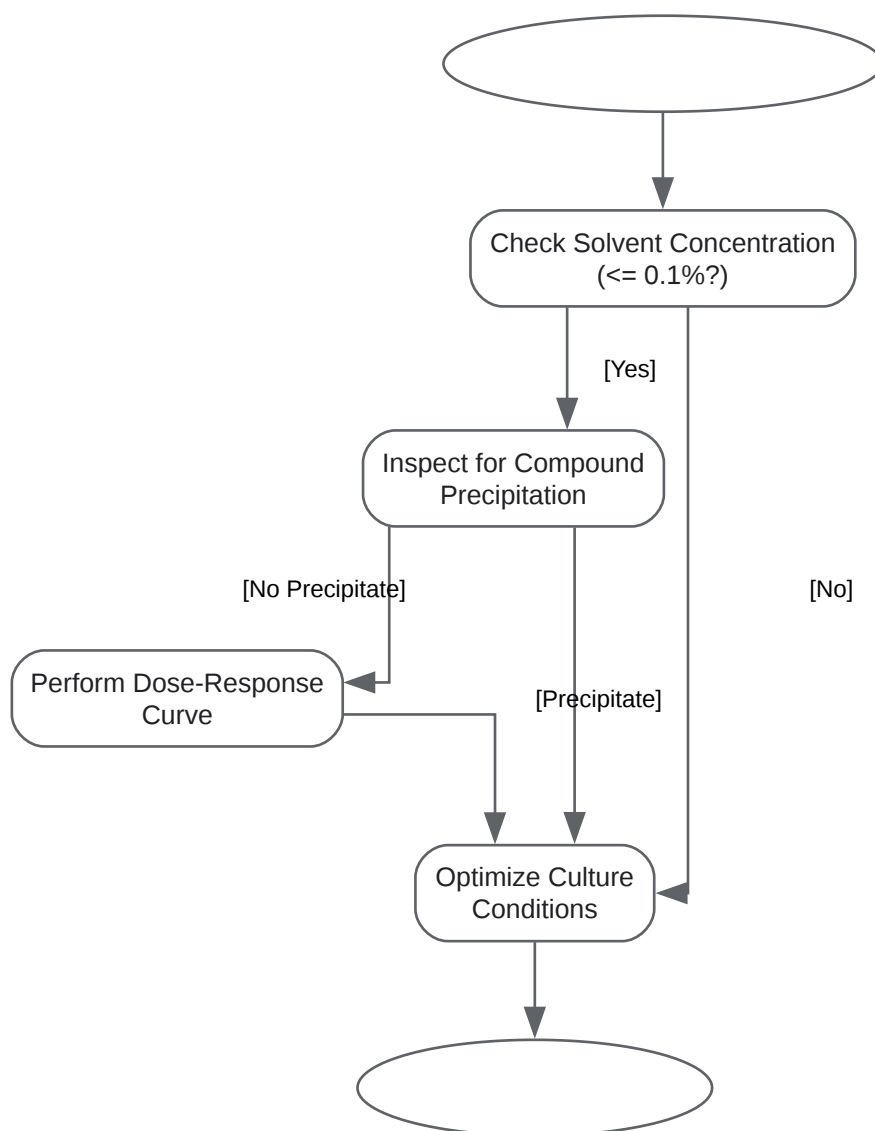 Check Solvent Concentration
(<= 0.1%?)
[Yes]
Inspect for Compound
Precipitation
[No Precipitate]
[No]
Perform Dose-Response
Curve
[Precipitate]
Optimize Culture
Conditions